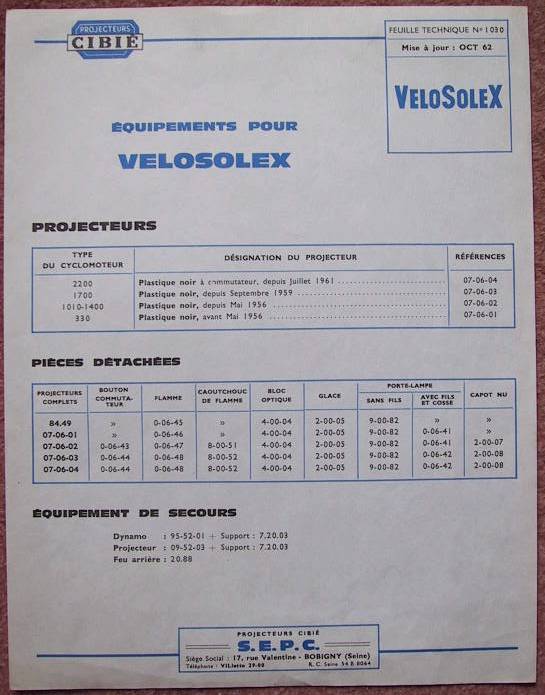 PROJECTEURS
CIBIÉ
FEUILLE TECHNIQUE N° 1030
Mise à jour : OCT 62
VELOSOLEX
ÉQUIPEMENTS POUR
VELOSOLEX
PROJECTEURS
TYPE DU CYCLOMOTEUR DÉSIGNATION DU PROJECTEUR RÉFÉRENCES
2200 Plastique noir à commutateur, depuis Juillet 1961 07-06-04
1700 Plastique noir, depuis Septembre 1959 07-06-03
1010-1400 Plastique noir, depuis Mai 1956 07-06-02
330 Plastique noir, avant Mai 1956 07-06-01
PIÈCES DÉTACHÉES
PROJECTEURS COMPLETS BOUTON COMMUTA-TEUR FLAMME CAOUTCHOUC DE FLAMME BLOC OPTIQUE GLACE PORTE-LAMPE SANS FILS AVEC FILS ET COSSE CAPOT NU
84.49 » 0-06-45 » 4-00-04 2-00-05 9-00-82 » »
07-06-01 » 0-06-46 » 4-00-04 2-00-05 9-00-82 0-06-41 »
07-06-02 0-06-43 0-06-47 8-00-51 4-00-04 2-00-05 9-00-82 0-06-41 2-00-07
07-06-03 0-06-44 0-06-48 8-00-52 4-00-04 2-00-05 9-00-82 0-06-42 2-00-08
07-06-04 0-06-44 0-06-48 8-00-52 4-00-04 2-00-05 9-00-82 0-06-42 2-00-08
ÉQUIPEMENT DE SECOURS
Dynamo : 95-52-01 + Support : 7.20.03
Projecteur : 09-52-03 + Support : 7.20.03
Feu arrière : 20.88
PROJECTEURS CIBIÉ
S.E.P.C.
Siège Social : 17, rue Valentine - BOBIGNY (Seine)
Téléphone : VILlette 29-00 R. C. Seine 54 B 8064